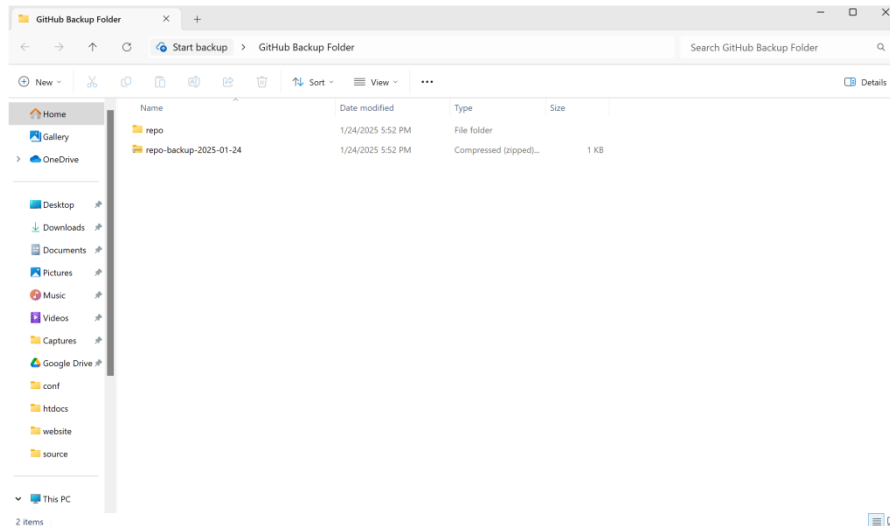 GitHub Backup Folder
Start backup > GitHub Backup Folder
Search GitHub Backup Folder
New
Sort
View
Details
Name Date modified Type Size
repo 1/24/2025 5:52 PM File folder
repo-backup-2025-01-24 1/24/2025 5:52 PM Compressed (zipped)... 1 KB
Home
Gallery
OneDrive
Desktop
Downloads
Documents
Pictures
Music
Videos
Captures
Google Drive
conf
htdocs
website
source
This PC
2 items